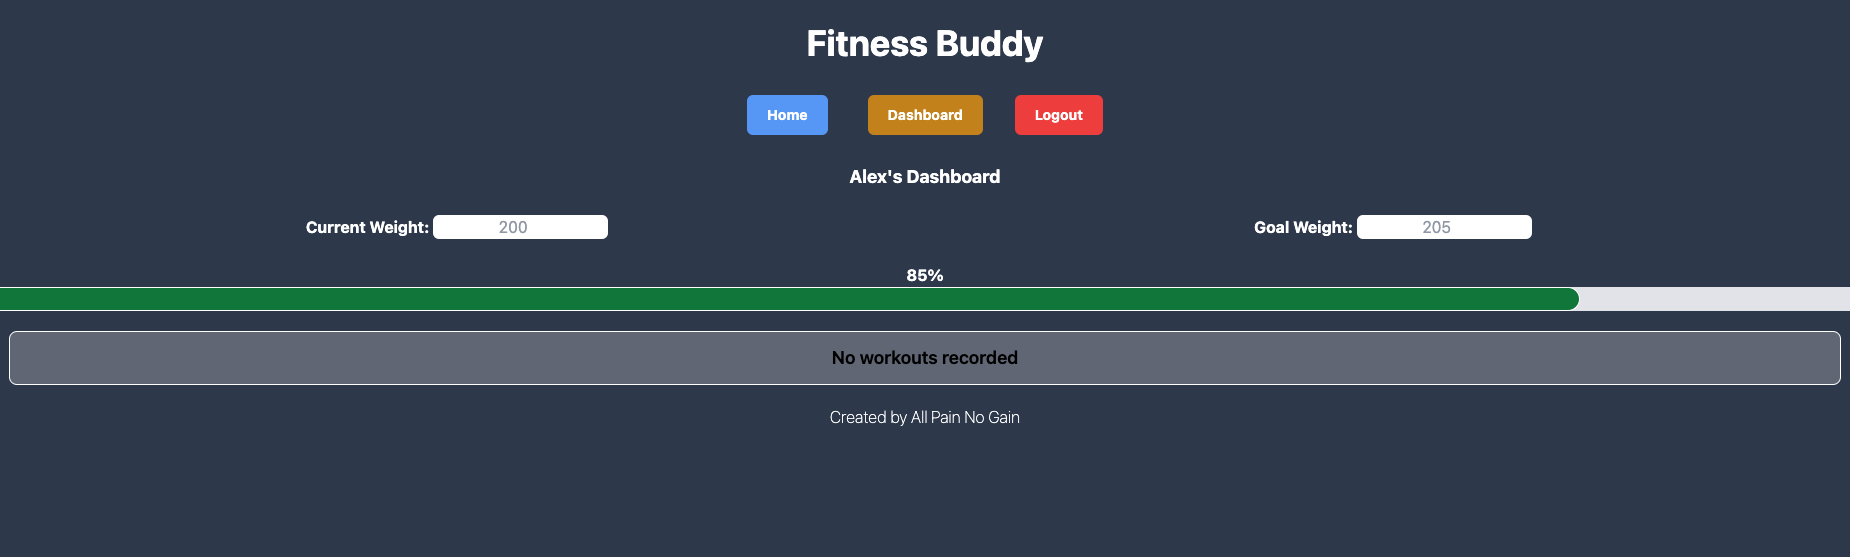 Fitness Buddy
Home Dashboard Logout
Alex's Dashboard
Current Weight: 200 Goal Weight: 205
85%
No workouts recorded
Created by All Pain No Gain